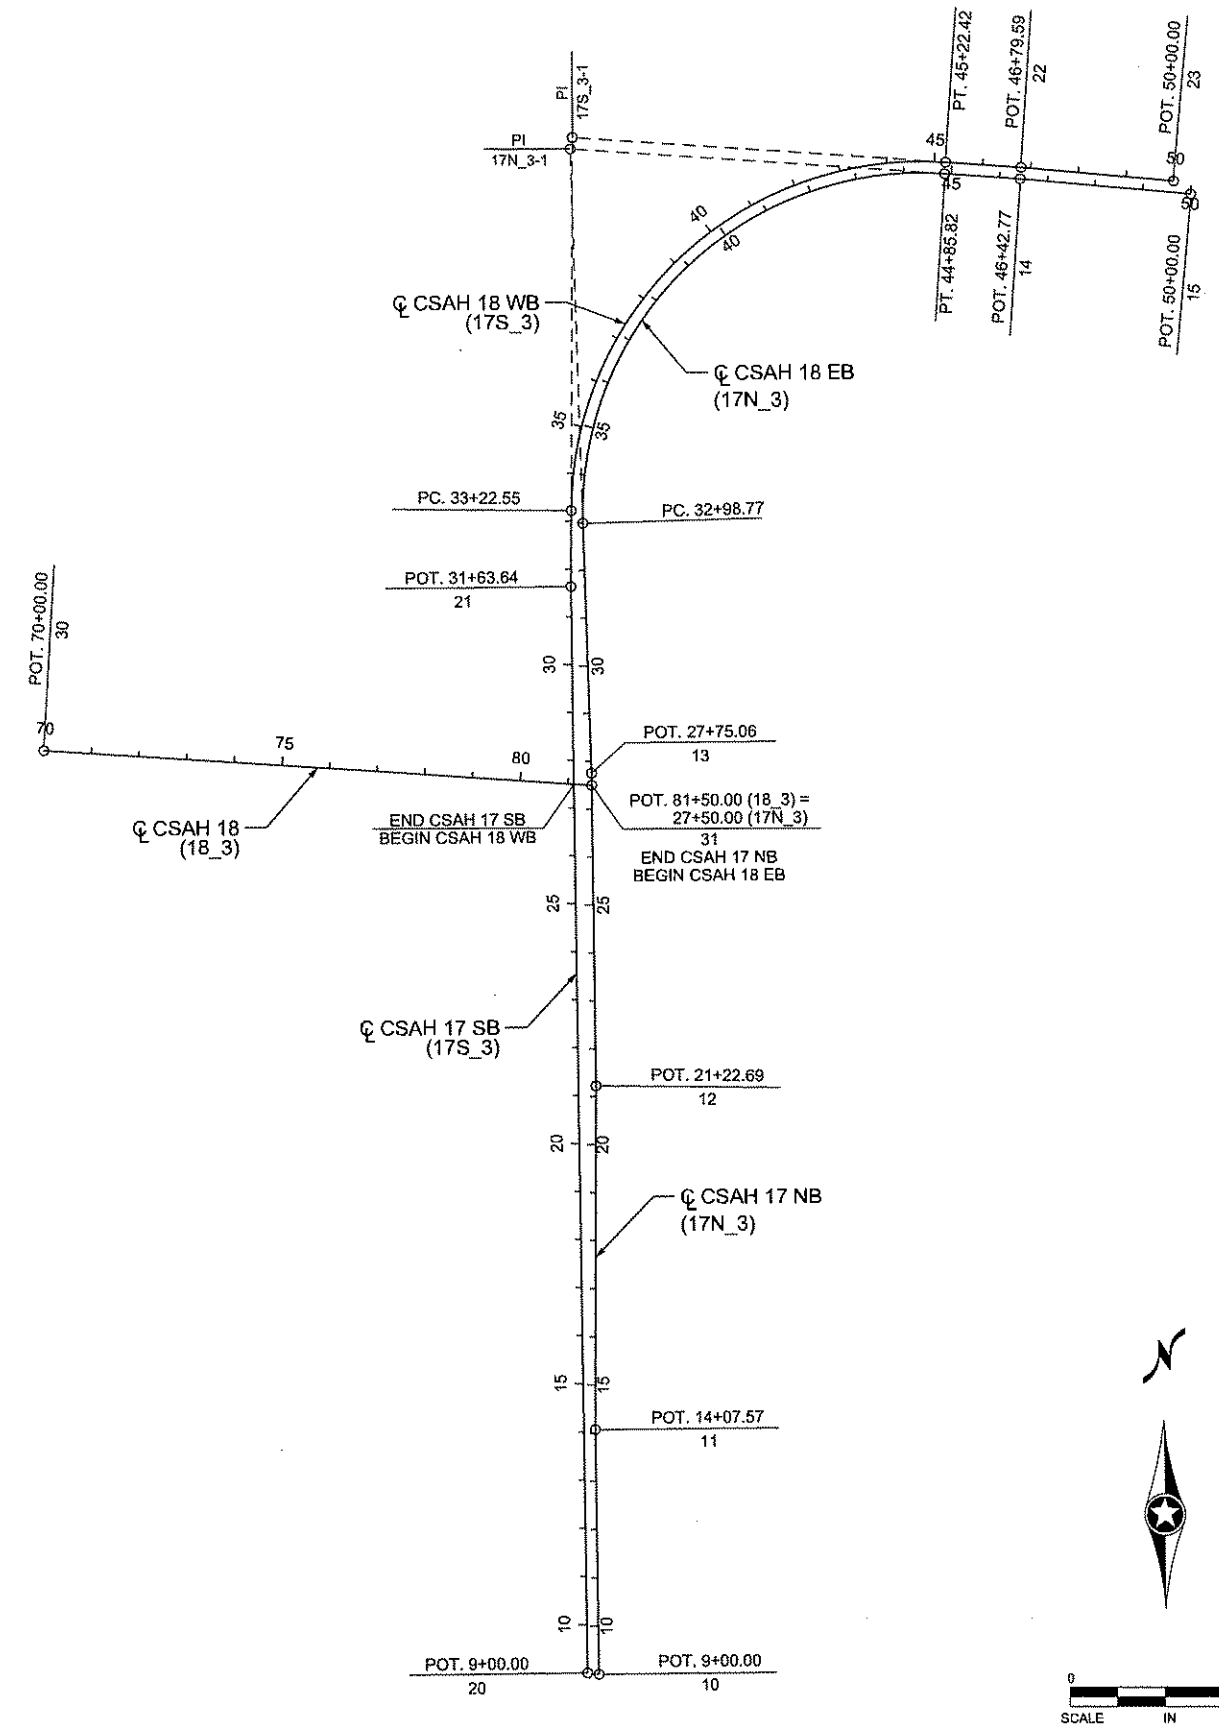 PI
17S_3-1
PI
17N_3-1
PT. 45+22.42
POT. 46+79.59
22
POT. 50+00.00
23
45
50
45
50
PT. 44+85.82
POT. 46+42.77
14
POT. 50+00.00
15
40
40
℄ CSAH 18 WB
(17S_3)
℄ CSAH 18 EB
(17N_3)
35
35
PC. 33+22.55
PC. 32+98.77
POT. 31+63.64
21
POT. 70+00.00
30
30
30
70
75
80
POT. 27+75.06
13
POT. 81+50.00 (18_3) =
27+50.00 (17N_3)
31
END CSAH 17 NB
BEGIN CSAH 18 EB
END CSAH 17 SB
BEGIN CSAH 18 WB
℄ CSAH 18
(18_3)
25
25
℄ CSAH 17 SB
(17S_3)
POT. 21+22.69
12
20
20
℄ CSAH 17 NB
(17N_3)
15
15
POT. 14+07.57
11
N
10
10
POT. 9+00.00
20
POT. 9+00.00
10
0
SCALE IN